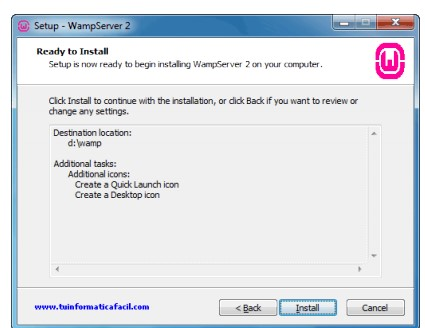 Setup - WampServer 2
Ready to Install
Setup is now ready to begin installing WampServer 2 on your computer.
Click Install to continue with the installation, or click Back if you want to review or
change any settings.
Destination location:
d:\wamp
Additional tasks:
Additional icons:
Create a Quick Launch icon
Create a Desktop icon
www.tuinformaticafacil.com
< Back
Install
Cancel